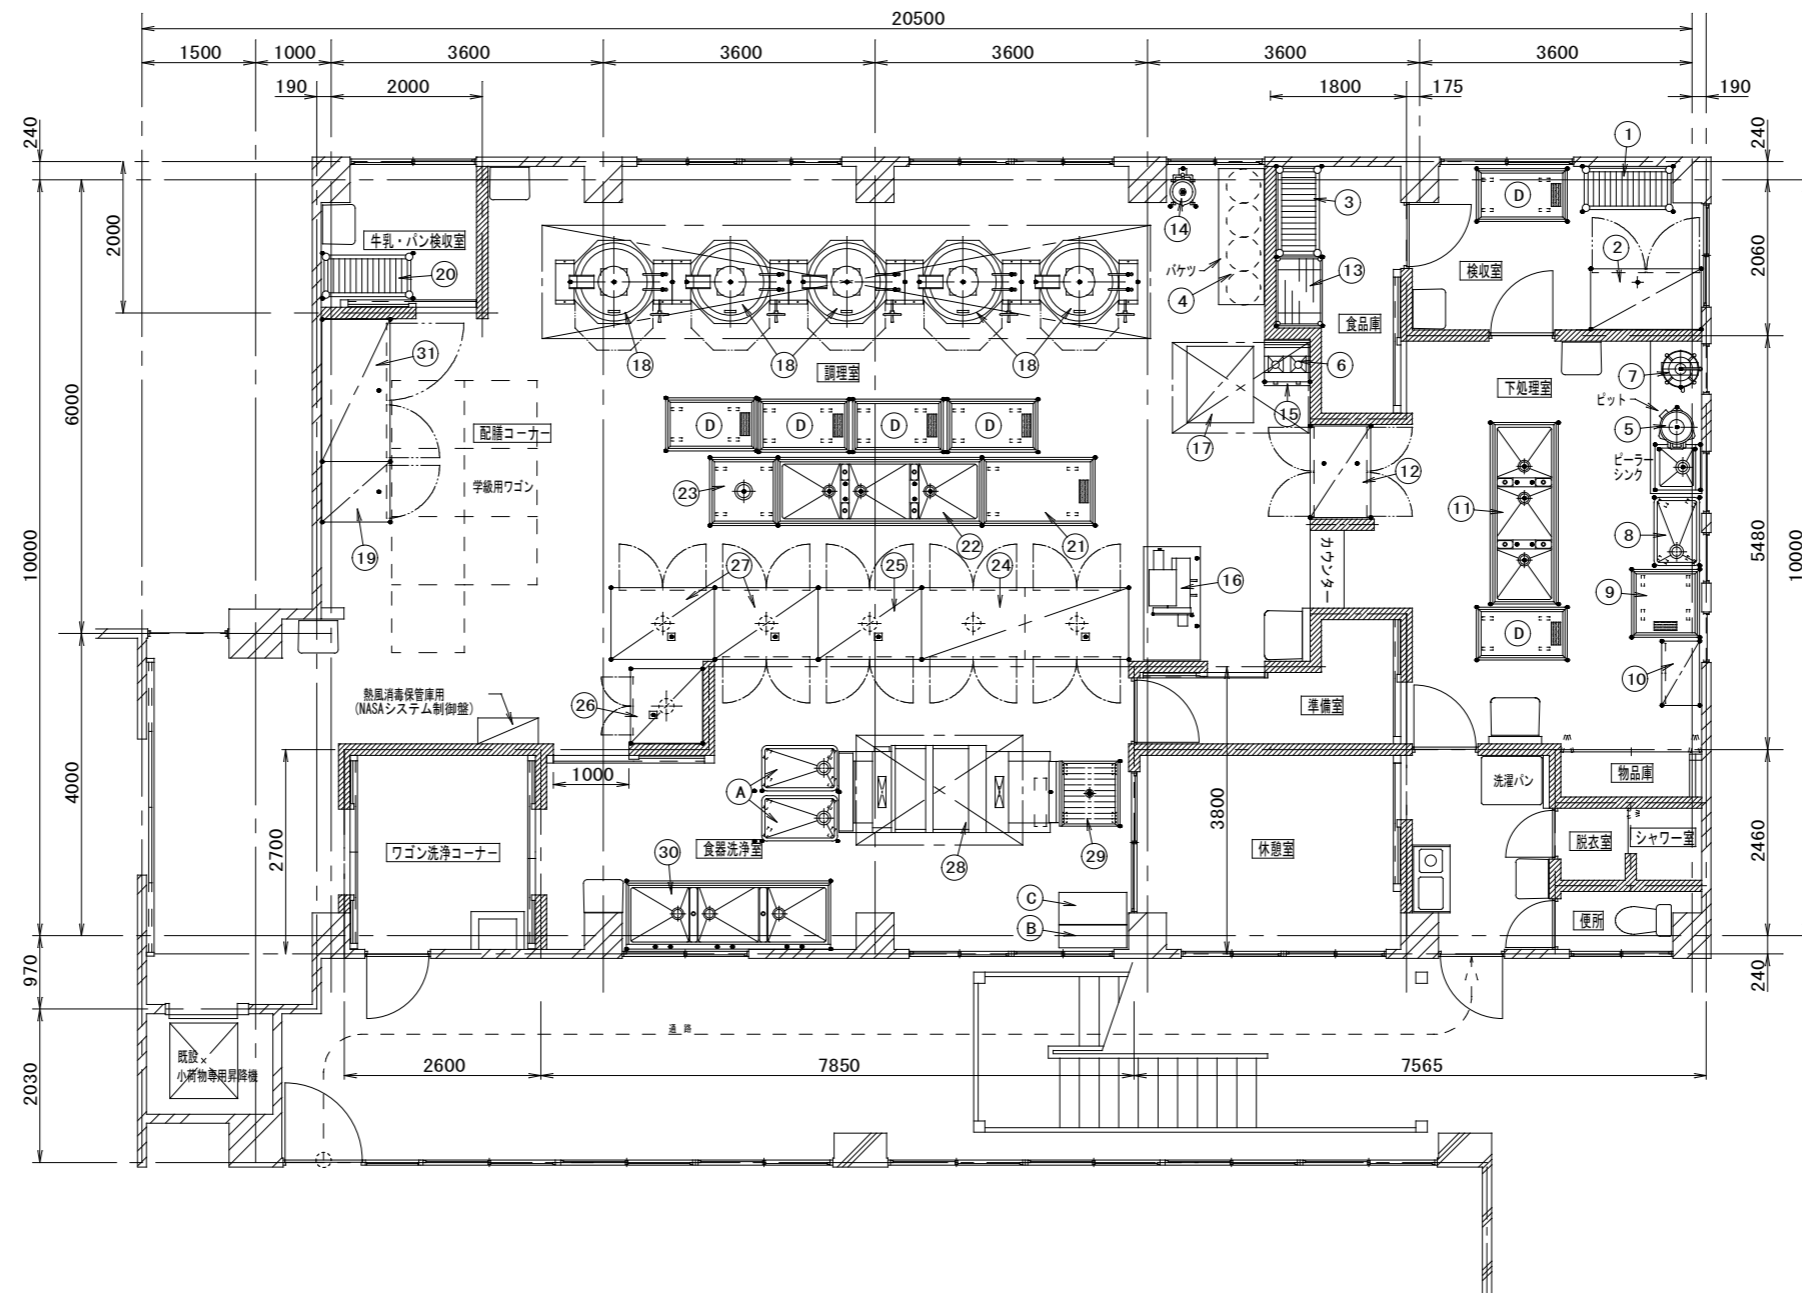 20500
1500
1000
3600
3600
3600
3600
3600
190
2000
1800
175
190
240
240
1
D
3
2
14
2000
牛乳・パン検収室
20
バケツ
4
13
検収室
2060
食品庫
31
18
18
18
調理室
6
15
17
下処理室
7
ピット
5
6000
配膳コーナー
D
D
D
D
学級用ワゴン
23
22
21
12
ピーラー
シンク
11
8
5480
10000
10000
19
27
25
24
16
カウンター
9
D
10
26
熱風消毒保管庫用
(NASAシステム制御盤)
準備室
4000
1000
A
洗濯パン
物品庫
2700
ワゴン洗浄コーナー
30
食器洗浄室
28
29
3800
休憩室
脱衣室
シャワー室
2460
C
B
便所
970
240
通路
既設
小荷物専用昇降機
2600
7850
7565
2030